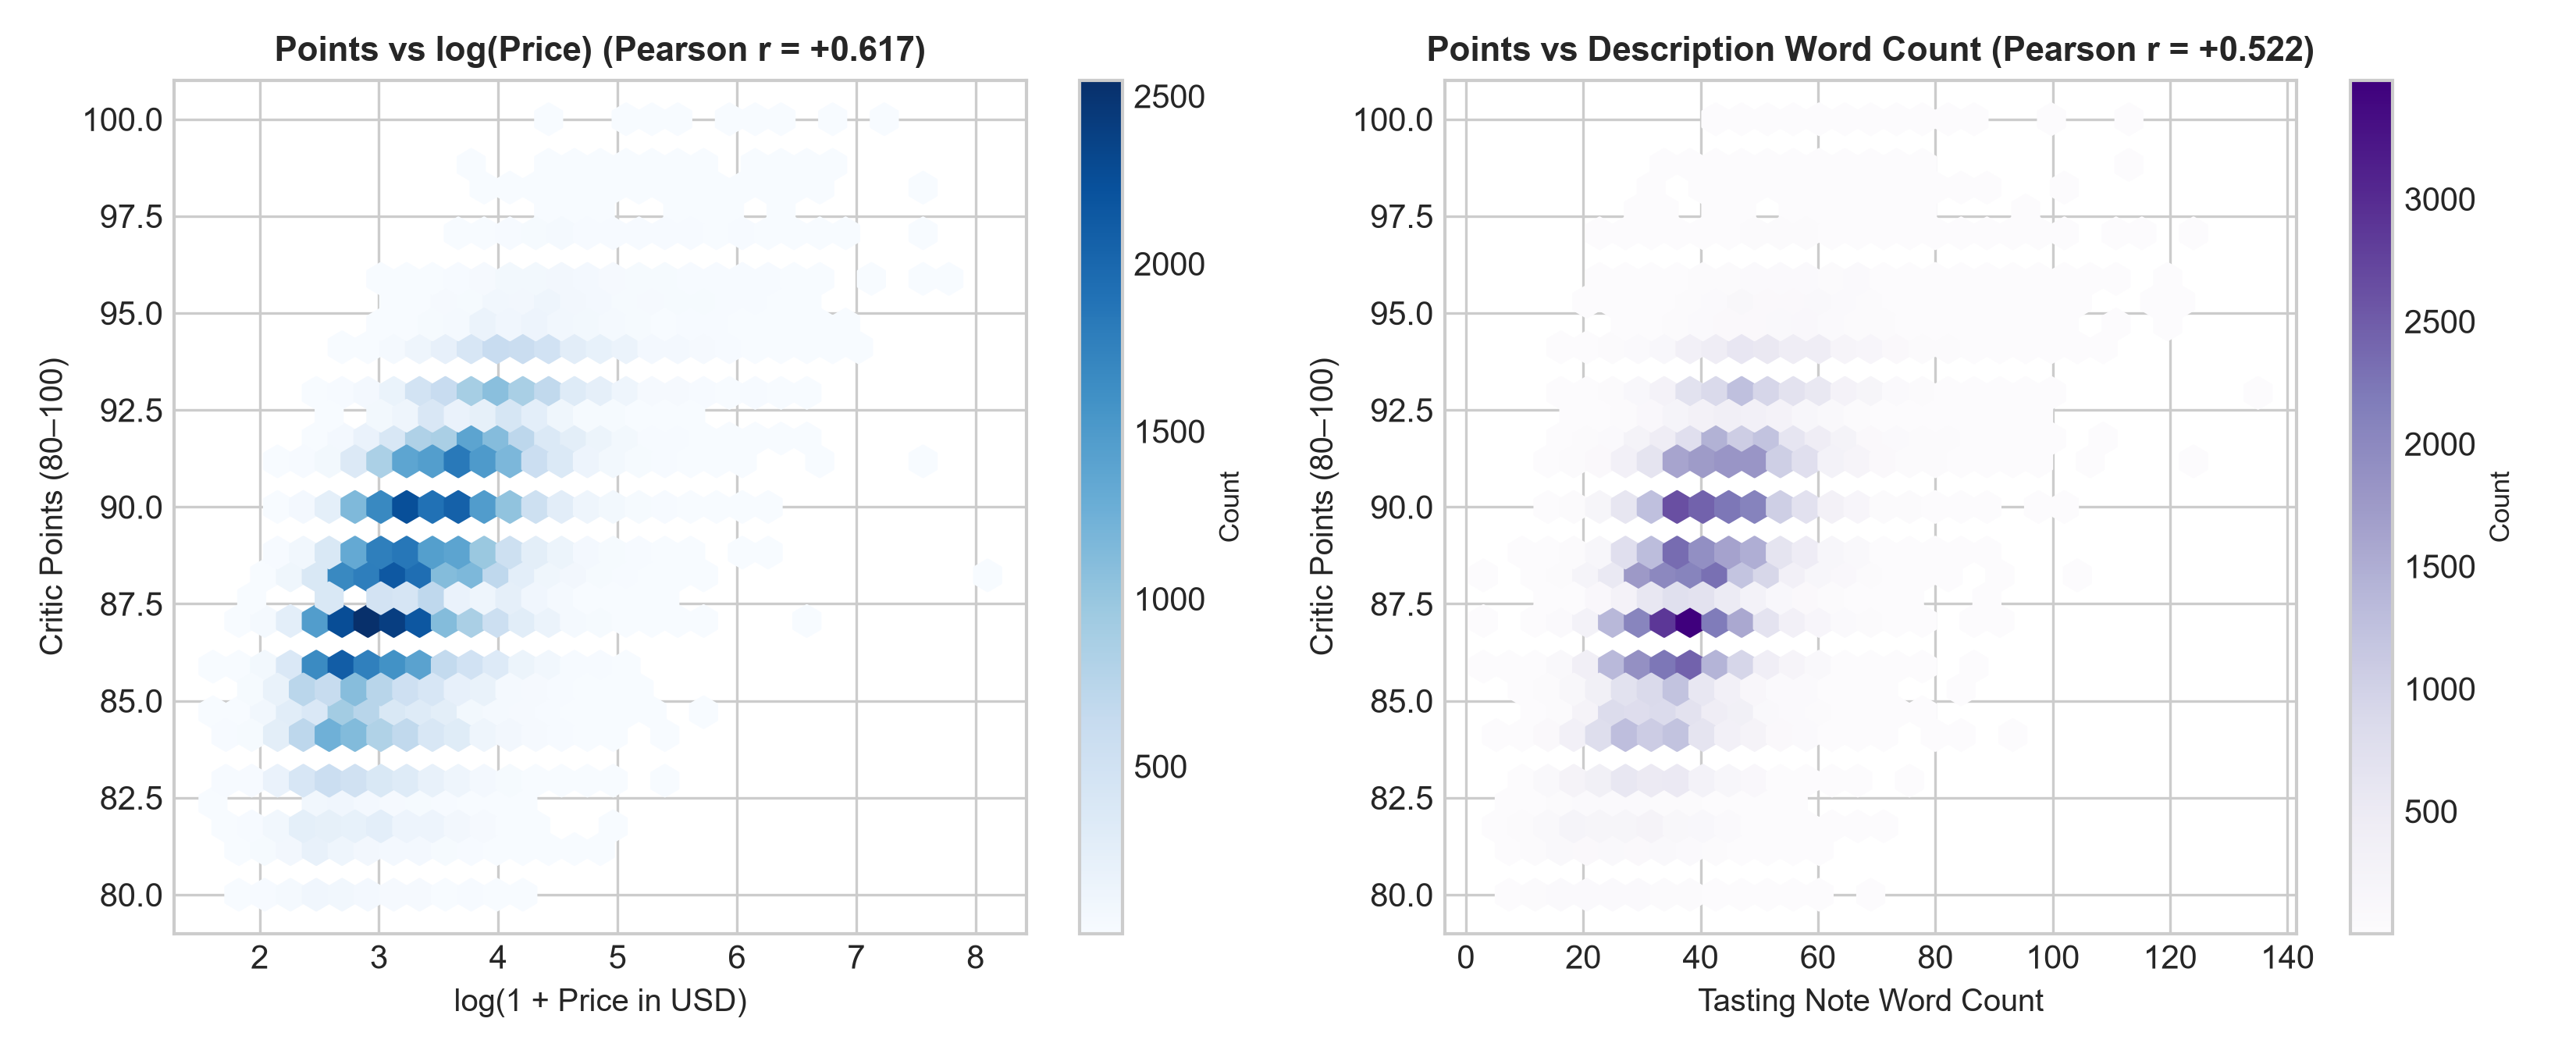 Points vs log(Price) (Pearson r = +0.617)
100.0
97.5
95.0
92.5
90.0
87.5
85.0
82.5
80.0
Critic Points (80–100)
2 3 4 5 6 7 8
log(1 + Price in USD)
2500
2000
1500
1000
500
Count
Points vs Description Word Count (Pearson r = +0.522)
100.0
97.5
95.0
92.5
90.0
87.5
85.0
82.5
80.0
Critic Points (80–100)
0 20 40 60 80 100 120 140
Tasting Note Word Count
3000
2500
2000
1500
1000
500
Count